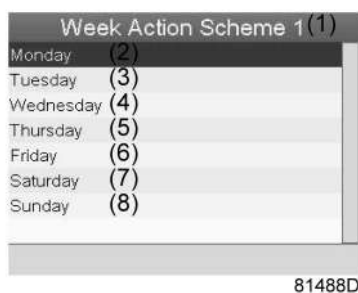 Week Action Scheme 1(1)
Monday (2)
Tuesday (3)
Wednesday (4)
Thursday (5)
Friday (6)
Saturday (7)
Sunday (8)
81488D